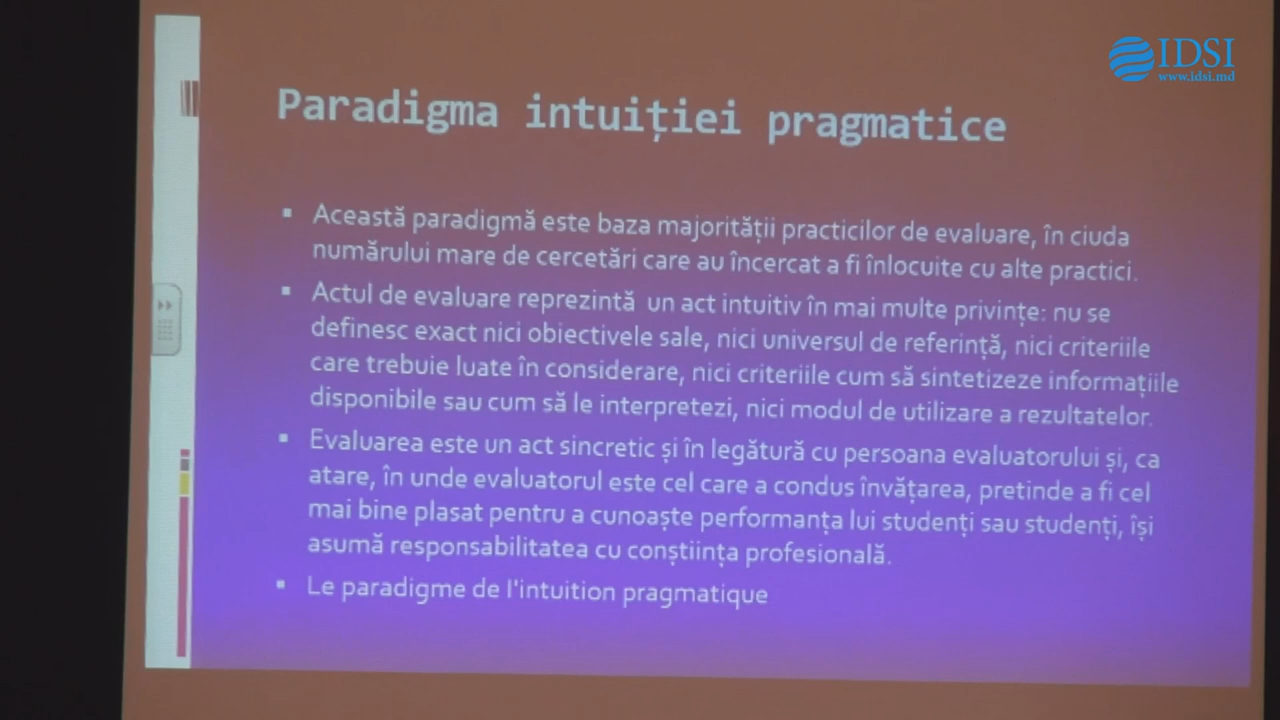 IDSI
www.idsi.md
Paradigma intuiției pragmatice
▪ Această paradigmă este baza majorității practicilor de evaluare, în ciuda
numărului mare de cercetări care au încercat a fi înlocuite cu alte practici.
▪ Actul de evaluare reprezintă un act intuitiv în mai multe privințe: nu se
definesc exact nici obiectivele sale, nici universul de referință, nici criteriile
care trebuie luate în considerare, nici criteriile cum să sintetizeze informațiile
disponibile sau cum să le interpretezi, nici modul de utilizare a rezultatelor.
▪ Evaluarea este un act sincretic și în legătură cu persoana evaluatorului și, ca
atare, în unde evaluatorul este cel care a condus învățarea, pretinde a fi cel
mai bine plasat pentru a cunoaște performanța lui studenți sau studenți, își
asumă responsabilitatea cu conștiința profesională.
▪ Le paradigme de l'intuition pragmatique